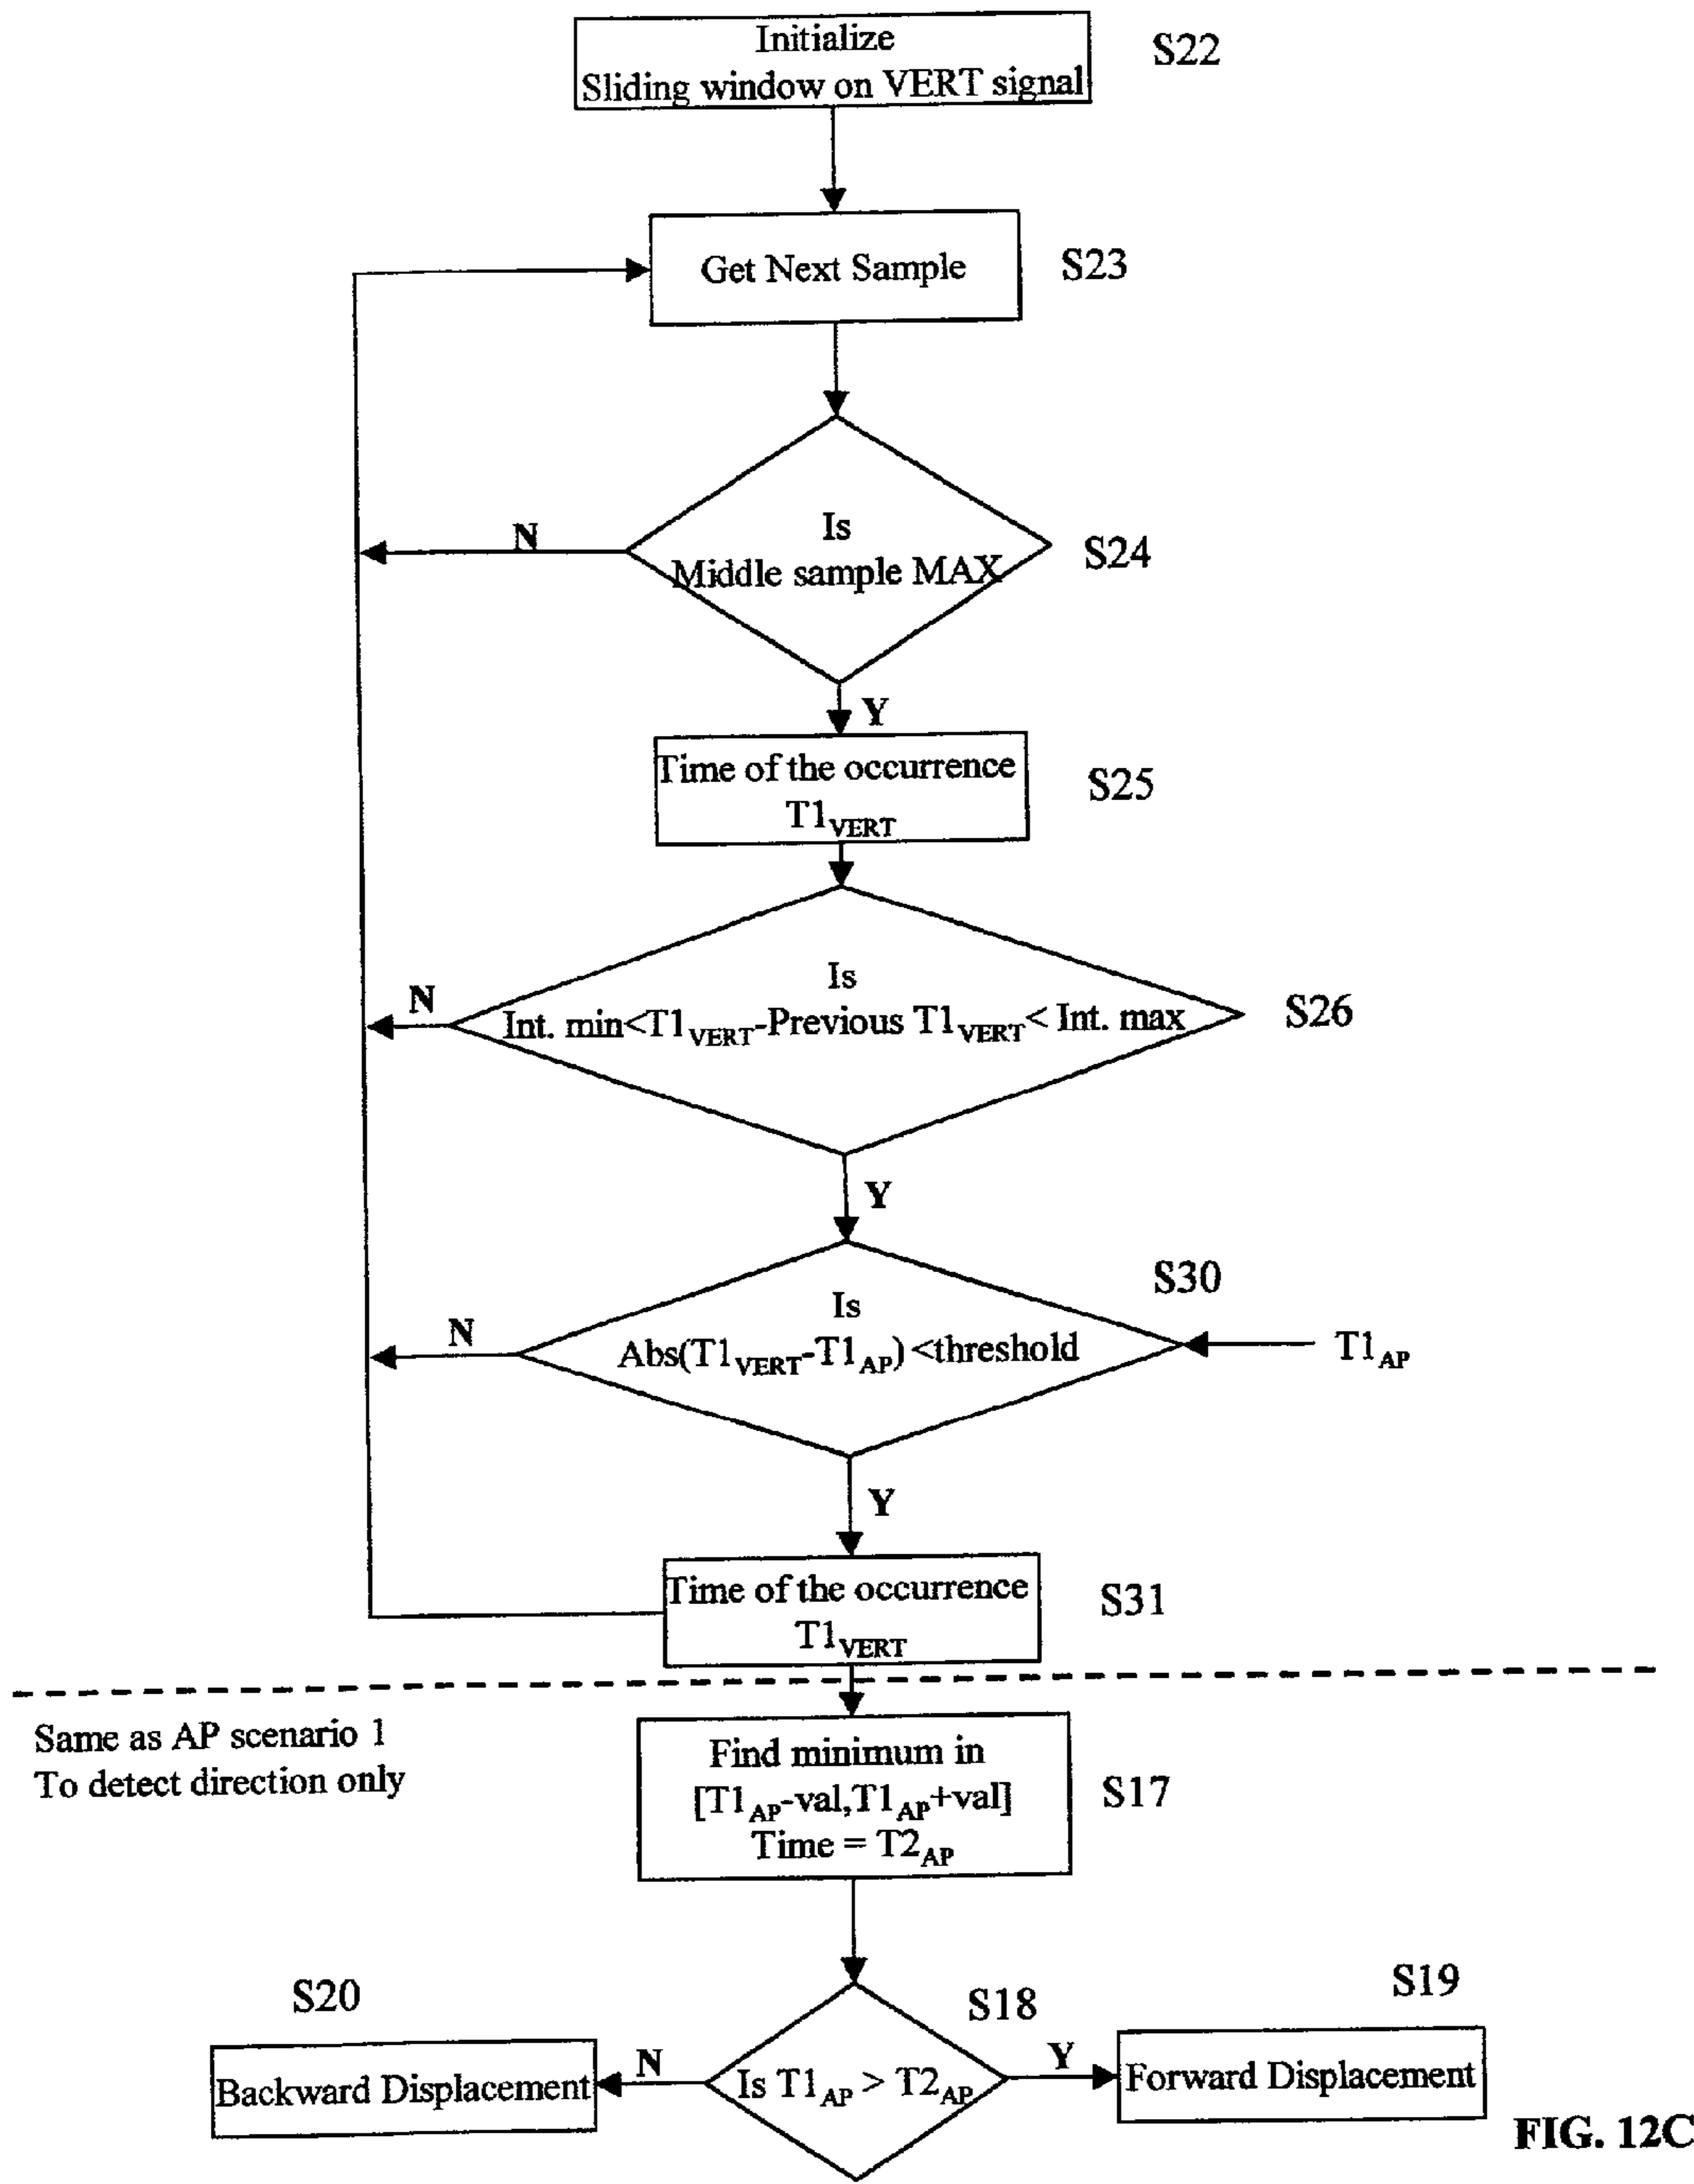 Initialize
Sliding window on VERT signal
S22
Get Next Sample
S23
N
Is
Middle sample MAX
S24
Y
Time of the occurrence
T1VERT
S25
N
Is
Int. min<T1VERT-Previous T1VERT< Int. max
S26
Y
S30
N
Is
Abs(T1VERT-T1AP)<threshold
T1AP
Y
Time of the occurrence
T1VERT
S31
Same as AP scenario 1
To detect direction only
Find minimum in
[T1AP-val,T1AP+val]
Time = T2AP
S17
S20
S18
S19
Backward Displacement
N
Is T1AP > T2AP
Y
Forward Displacement
FIG. 12C